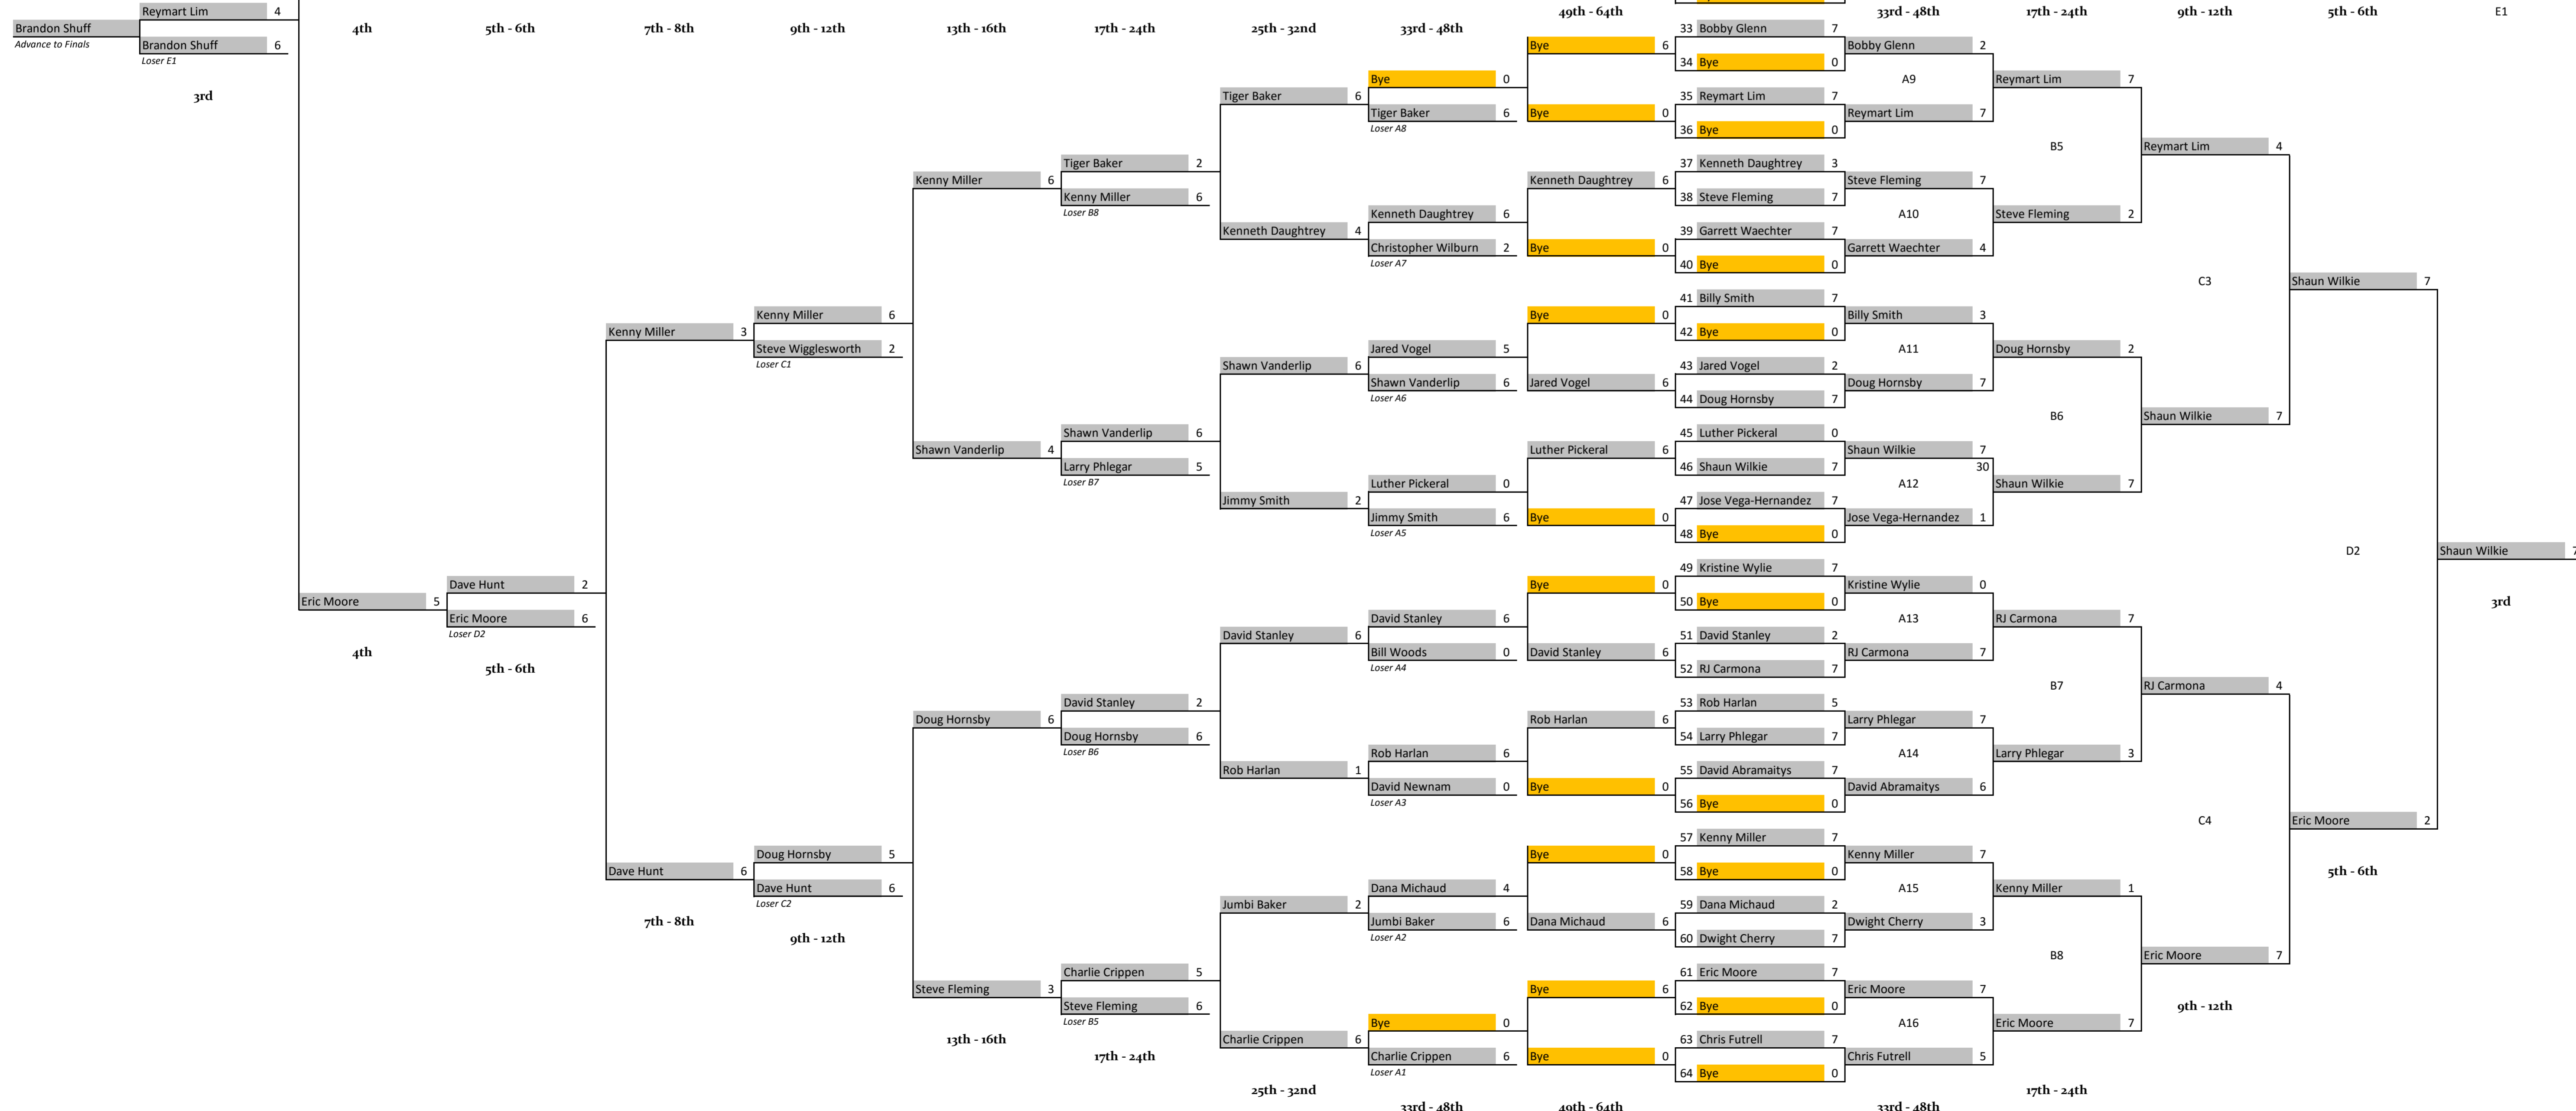 Reymart Lim 4
Brandon Shuff
Advance to Finals
Brandon Shuff 6
Loser E1
3rd
4th
4th
Eric Moore 5
5th - 6th
Dave Hunt 2
Eric Moore 6
Loser D2
5th - 6th
7th - 8th
Kenny Miller 3
Dave Hunt 6
7th - 8th
9th - 12th
Kenny Miller 6
Steve Wigglesworth 2
Loser C1
Doug Hornsby 5
Dave Hunt 6
Loser C2
9th - 12th
13th - 16th
Kenny Miller 6
Shawn Vanderlip 4
Doug Hornsby 6
Steve Fleming 3
13th - 16th
17th - 24th
Tiger Baker 2
Kenny Miller 6
Loser B8
Shawn Vanderlip 6
Larry Phlegar 5
Loser B7
David Stanley 2
Doug Hornsby 6
Loser B6
Charlie Crippen 5
Steve Fleming 6
Loser B5
17th - 24th
25th - 32nd
Tiger Baker 6
Kenneth Daughtrey 4
Shawn Vanderlip 6
Jimmy Smith 2
David Stanley 6
Rob Harlan 1
Jumbi Baker 2
Charlie Crippen 6
25th - 32nd
33rd - 48th
Bye 0
Tiger Baker 6
Loser A8
Kenneth Daughtrey 6
Christopher Wilburn 2
Loser A7
Jared Vogel 5
Shawn Vanderlip 6
Loser A6
Luther Pickeral 0
Jimmy Smith 6
Loser A5
David Stanley 6
Bill Woods 0
Loser A4
Rob Harlan 6
David Newnam 0
Loser A3
Dana Michaud 4
Jumbi Baker 6
Loser A2
Bye 0
Charlie Crippen 6
Loser A1
33rd - 48th
49th - 64th
Bye 6
Bye 0
Kenneth Daughtrey 6
Bye 0
Bye 0
Jared Vogel 6
Luther Pickeral 6
Bye 0
Bye 0
David Stanley 6
Rob Harlan 6
Bye 0
Bye 0
Dana Michaud 6
Bye 6
Bye 0
49th - 64th
33 Bobby Glenn 7
34 Bye 0
35 Reymart Lim 7
36 Bye 0
37 Kenneth Daughtrey 3
38 Steve Fleming 7
39 Garrett Waechter 7
40 Bye 0
41 Billy Smith 7
42 Bye 0
43 Jared Vogel 2
44 Doug Hornsby 7
45 Luther Pickeral 0
46 Shaun Wilkie 7
47 Jose Vega-Hernandez 7
48 Bye 0
49 Kristine Wylie 7
50 Bye 0
51 David Stanley 2
52 RJ Carmona 7
53 Rob Harlan 5
54 Larry Phlegar 7
55 David Abramaitys 7
56 Bye 0
57 Kenny Miller 7
58 Bye 0
59 Dana Michaud 2
60 Dwight Cherry 7
61 Eric Moore 7
62 Bye 0
63 Chris Futrell 7
64 Bye 0
33rd - 48th
Bobby Glenn 2
A9
Reymart Lim 7
Steve Fleming 7
A10
Garrett Waechter 4
Billy Smith 3
A11
Doug Hornsby 7
Shaun Wilkie 7
30
A12
Jose Vega-Hernandez 1
Kristine Wylie 0
A13
RJ Carmona 7
Larry Phlegar 7
A14
David Abramaitys 6
Kenny Miller 7
A15
Dwight Cherry 3
Eric Moore 7
A16
Chris Futrell 5
33rd - 48th
17th - 24th
Reymart Lim 7
B5
Steve Fleming 2
Doug Hornsby 2
B6
Shaun Wilkie 7
RJ Carmona 7
B7
Larry Phlegar 3
Kenny Miller 1
B8
Eric Moore 7
17th - 24th
9th - 12th
Reymart Lim 4
C3
Shaun Wilkie 7
RJ Carmona 4
C4
Eric Moore 7
9th - 12th
5th - 6th
Shaun Wilkie 7
D2
Eric Moore 2
5th - 6th
E1
Shaun Wilkie 7
3rd